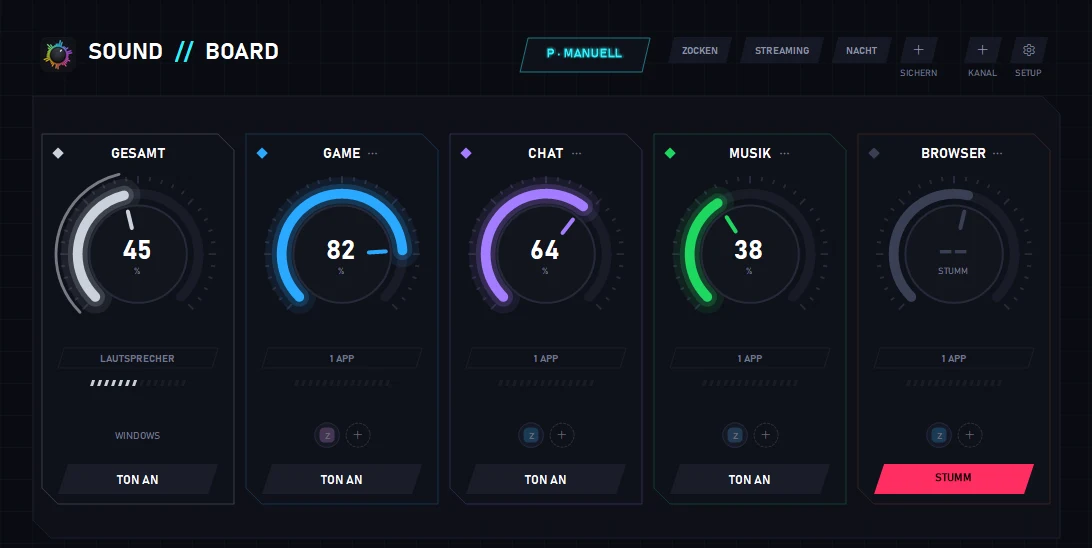 SOUND // BOARD
P · MANUELL
ZOCKEN
STREAMING
NACHT
+
SICHERN
+
KANAL
SETUP
GESAMT
45
%
LAUTSPRECHER
WINDOWS
TON AN
GAME ···
82
%
1 APP
Z +
TON AN
CHAT ···
64
%
1 APP
Z +
TON AN
MUSIK ···
38
%
1 APP
Z +
TON AN
BROWSER ···
——
STUMM
1 APP
Z +
STUMM